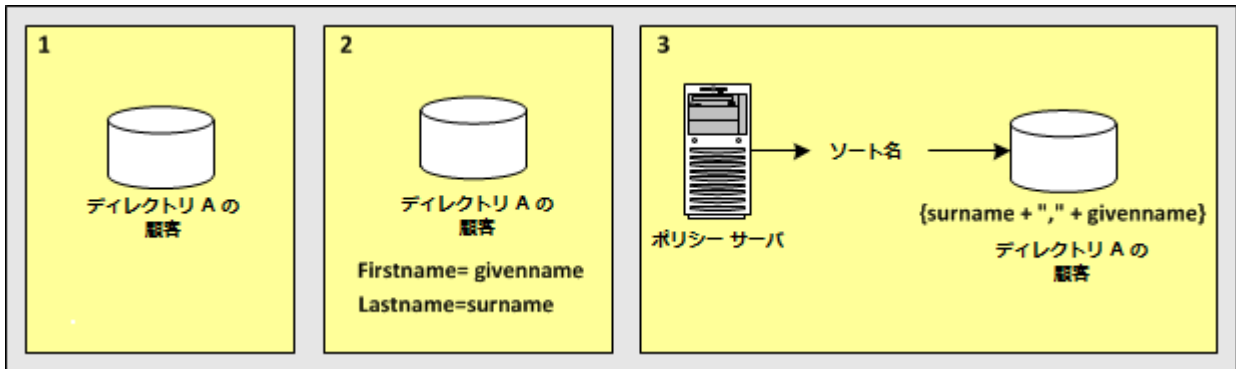 1
ディレクトリ A の
顧客
2
ディレクトリ A の
顧客
Firstname= givenname
Lastname=surname
3
ポリシー サーバ
ソート名
{surname + "," + givenname}
ディレクトリ A の
顧客